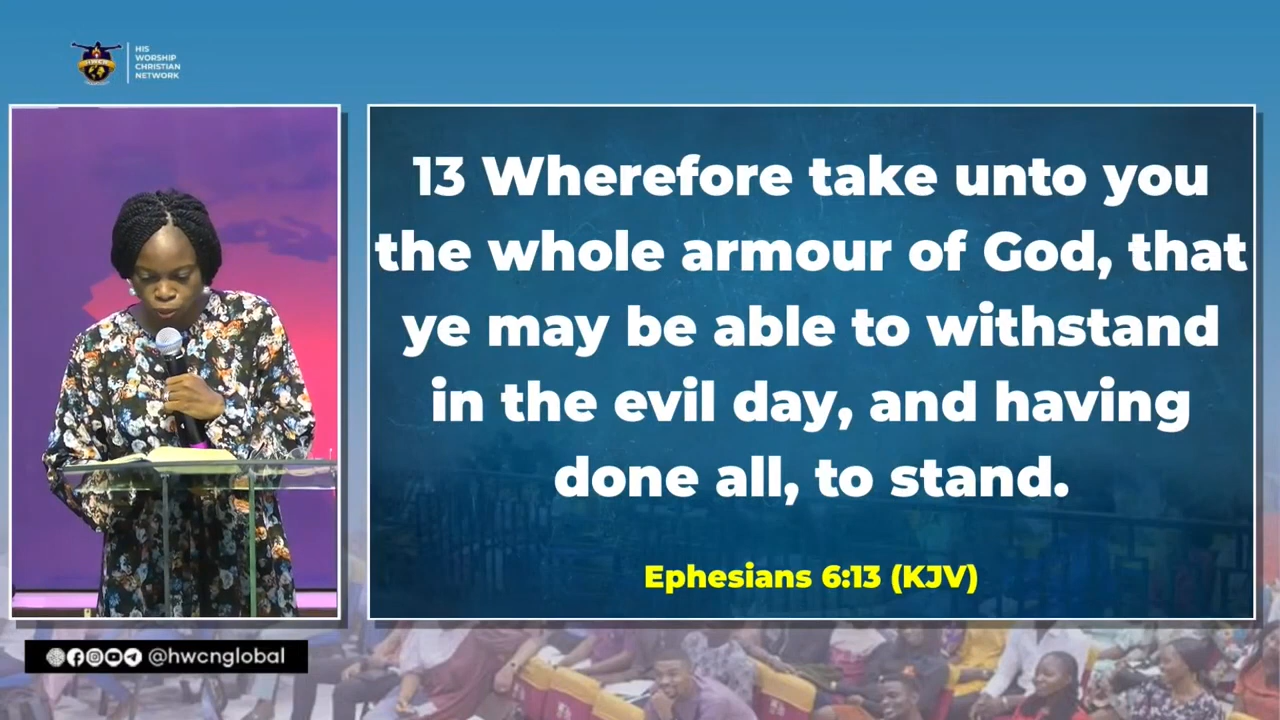 HIS
WORSHIP
CHRISTIAN
NETWORK
13 Wherefore take unto you
the whole armour of God, that
ye may be able to withstand
in the evil day, and having
done all, to stand.
Ephesians 6:13 (KJV)
@hwcnglobal